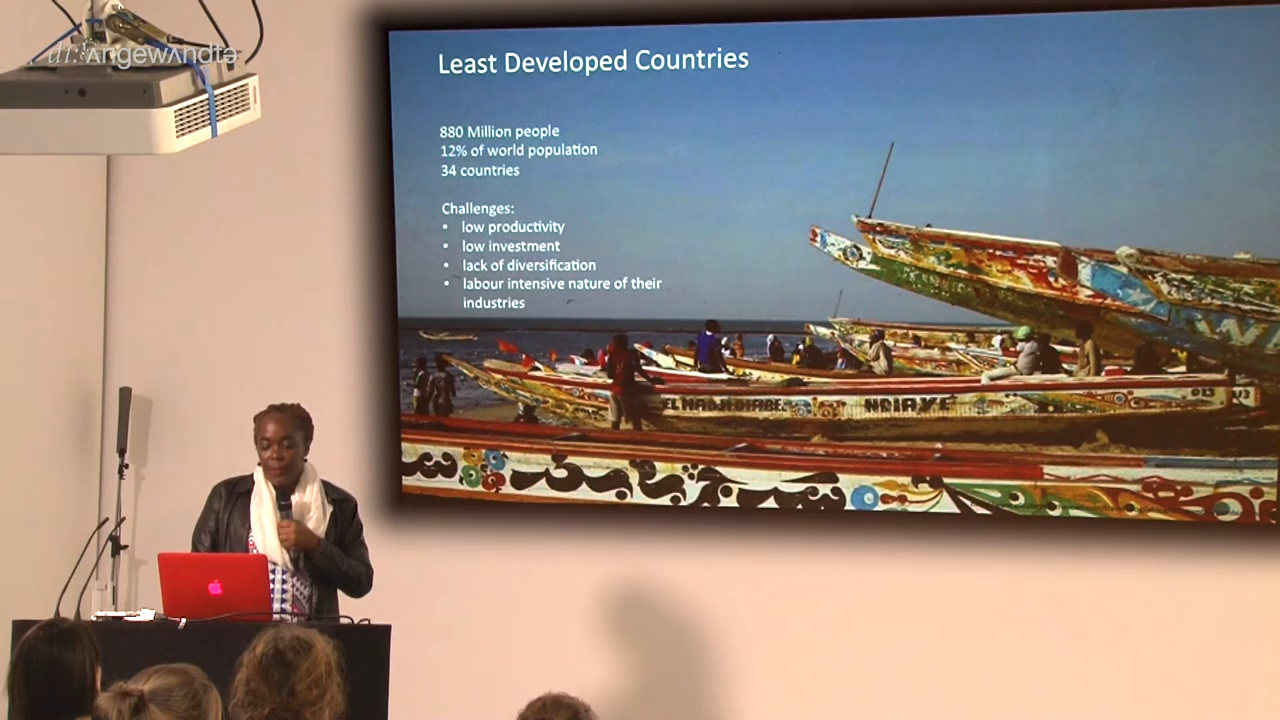 di: Angewandte
Least Developed Countries
880 Million people
12% of world population
34 countries
Challenges:
• low productivity
• low investment
• lack of diversification
• labour intensive nature of their
industries
NDIAYE